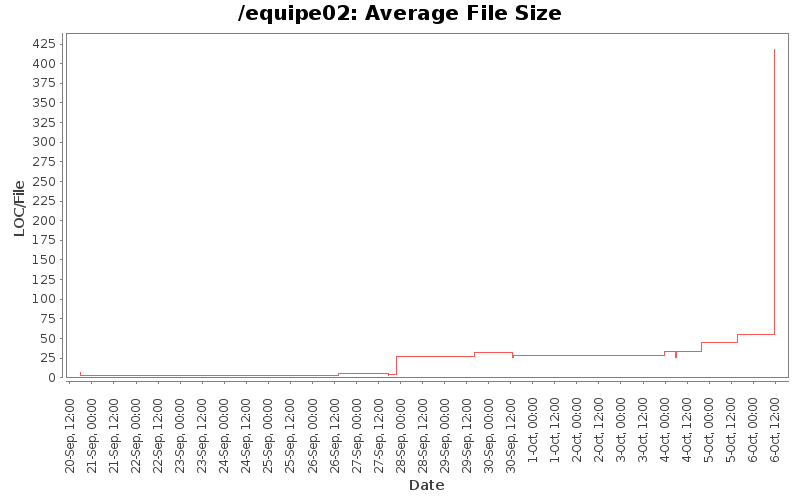 /equipe02: Average File Size
LOC/File
425
400
375
350
325
300
275
250
225
200
175
150
125
100
75
50
25
0
20-Sep, 12:00
21-Sep, 00:00
21-Sep, 12:00
22-Sep, 00:00
22-Sep, 12:00
23-Sep, 00:00
23-Sep, 12:00
24-Sep, 00:00
24-Sep, 12:00
25-Sep, 00:00
25-Sep, 12:00
26-Sep, 00:00
26-Sep, 12:00
27-Sep, 00:00
27-Sep, 12:00
28-Sep, 00:00
28-Sep, 12:00
29-Sep, 00:00
29-Sep, 12:00
30-Sep, 00:00
30-Sep, 12:00
1-Oct, 00:00
1-Oct, 12:00
2-Oct, 00:00
2-Oct, 12:00
3-Oct, 00:00
3-Oct, 12:00
4-Oct, 00:00
4-Oct, 12:00
5-Oct, 00:00
5-Oct, 12:00
6-Oct, 00:00
6-Oct, 12:00
Date